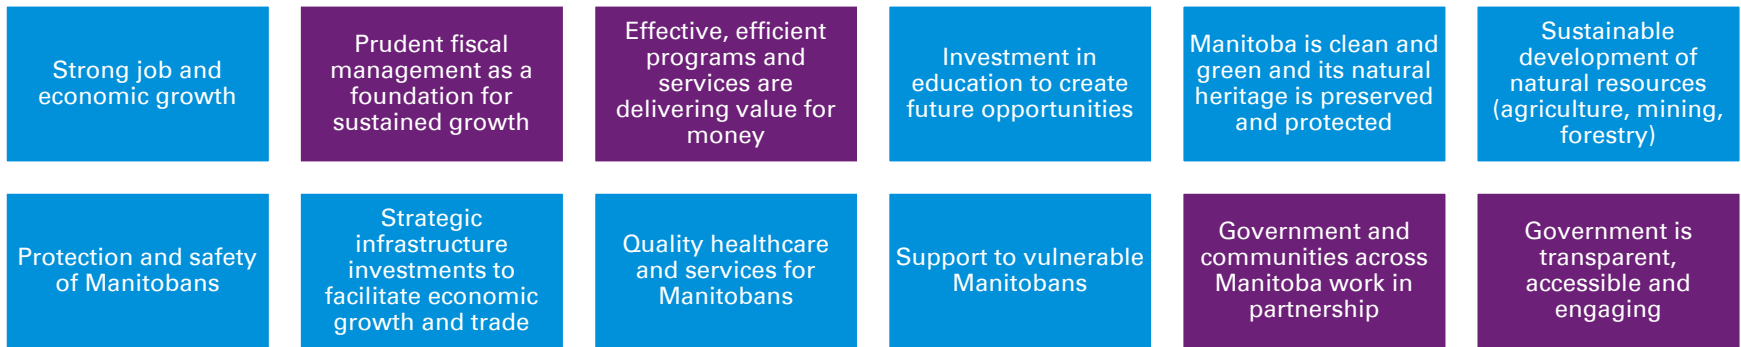 Strong job and
economic growth
Prudent fiscal
management as a
foundation for
sustained growth
Effective, efficient
programs and
services are
delivering value for
money
Investment in
education to create
future opportunities
Manitoba is clean and
green and its natural
heritage is preserved
and protected
Sustainable
development of
natural resources
(agriculture, mining,
forestry)
Protection and safety
of Manitobans
Strategic
infrastructure
investments to
facilitate economic
growth and trade
Quality healthcare
and services for
Manitobans
Support to vulnerable
Manitobans
Government and
communities across
Manitoba work in
partnership
Government is
transparent,
accessible and
engaging